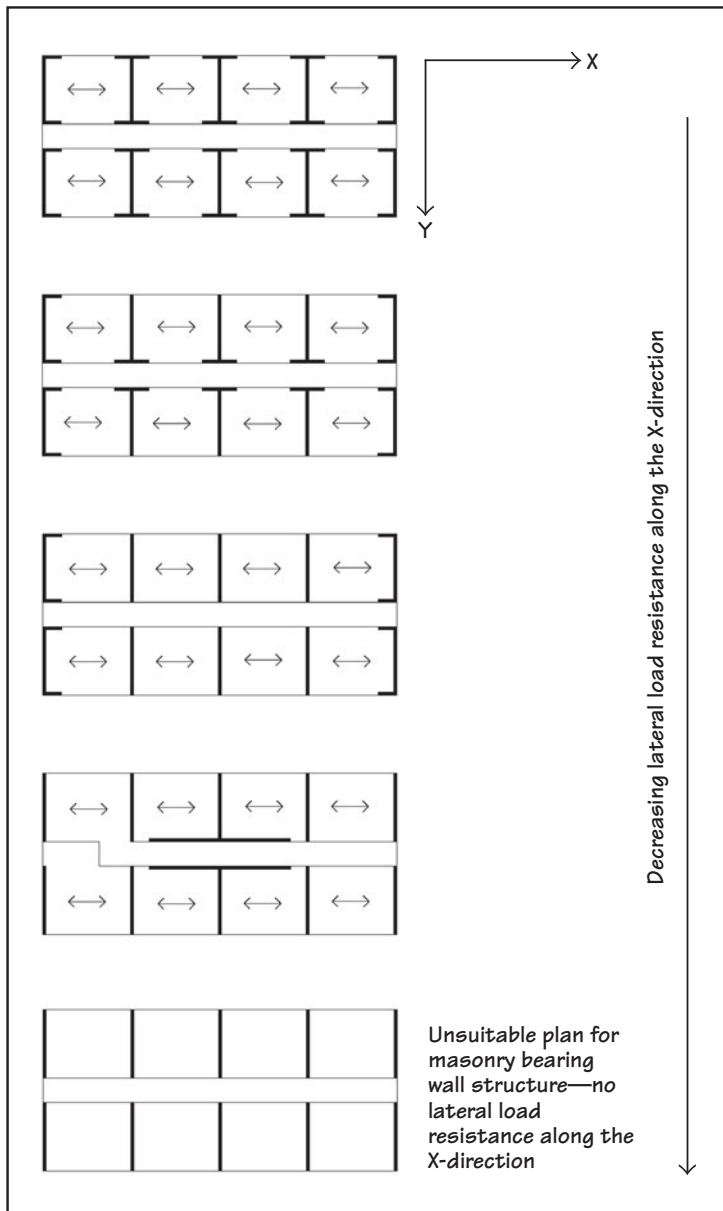 X
Y
Decreasing lateral load resistance along the X-direction
Unsuitable plan for
masonry bearing
wall structure—no
lateral load
resistance along the
X-direction